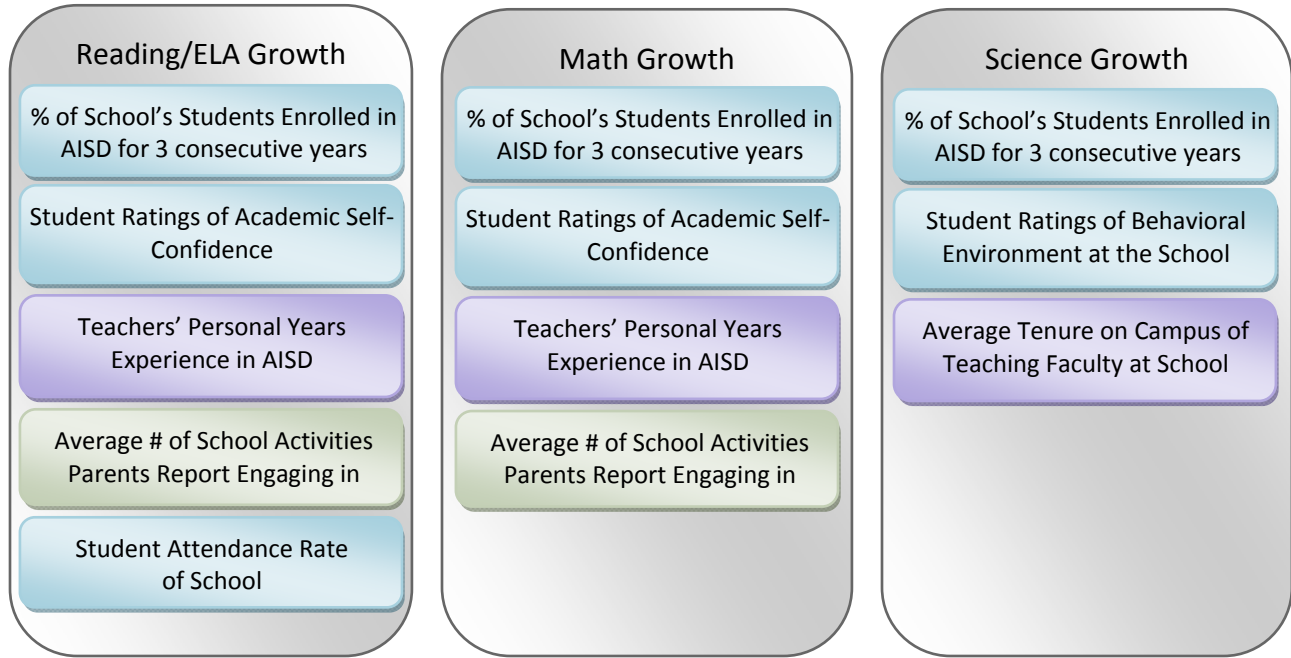 Reading/ELA Growth
% of School’s Students Enrolled in
AISD for 3 consecutive years
Student Ratings of Academic Self-
Confidence
Teachers’ Personal Years
Experience in AISD
Average # of School Activities
Parents Report Engaging in
Student Attendance Rate
of School
Math Growth
% of School’s Students Enrolled in
AISD for 3 consecutive years
Student Ratings of Academic Self-
Confidence
Teachers’ Personal Years
Experience in AISD
Average # of School Activities
Parents Report Engaging in
Science Growth
% of School’s Students Enrolled in
AISD for 3 consecutive years
Student Ratings of Behavioral
Environment at the School
Average Tenure on Campus of
Teaching Faculty at School